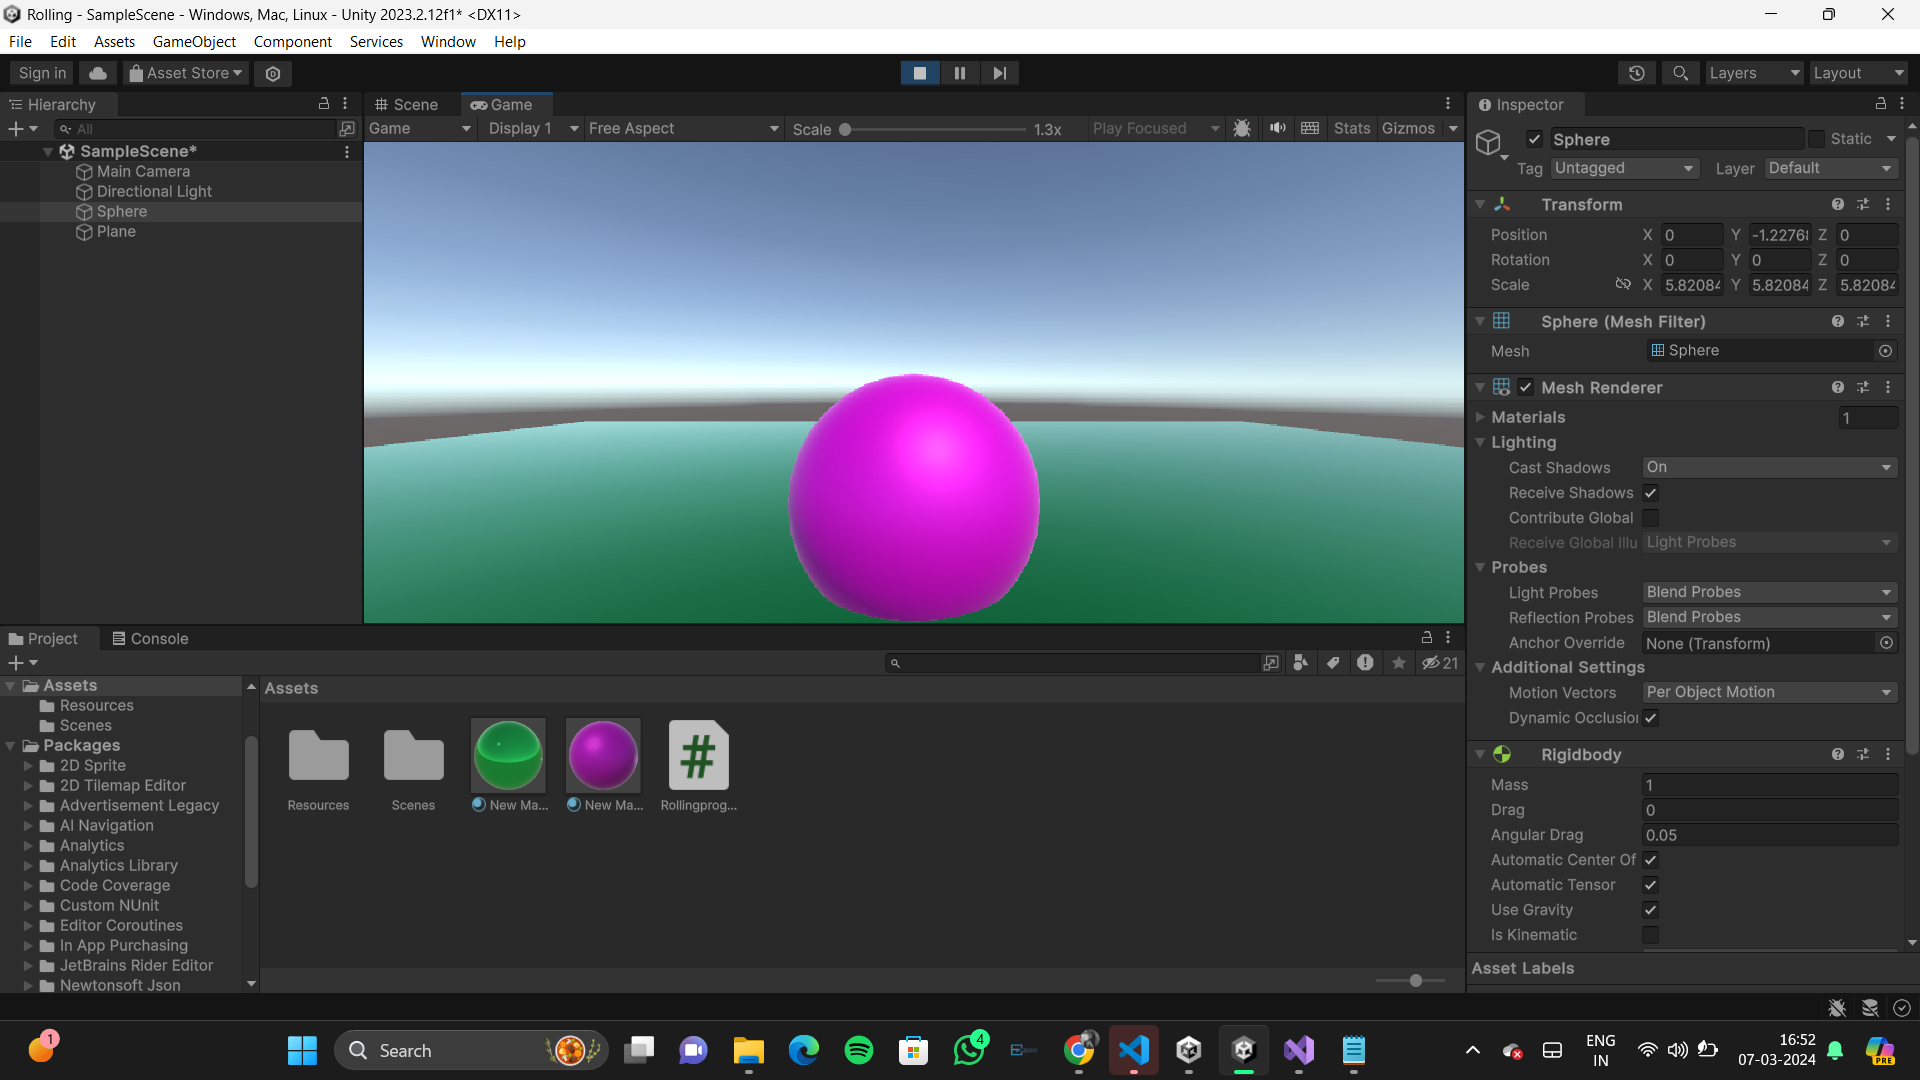 Rolling - SampleScene - Windows, Mac, Linux - Unity 2023.2.12f1* <DX11>
File Edit Assets GameObject Component Services Window Help
Sign in Asset Store Layers Layout
Hierarchy
All
SampleScene*
Main Camera
Directional Light
Sphere
Plane
Scene Game
Game Display 1 Free Aspect Scale 1.3x Play Focused Stats Gizmos
Inspector
Sphere Static
Tag Untagged Layer Default
Transform
Position X 0 Y -1.2276 Z 0
Rotation X 0 Y 0 Z 0
Scale X 5.8208 Y 5.8208 Z 5.8208
Sphere (Mesh Filter)
Mesh Sphere
Mesh Renderer
Materials 1
Lighting
Cast Shadows On
Receive Shadows
Contribute Global
Receive Global Illu Light Probes
Probes
Light Probes Blend Probes
Reflection Probes Blend Probes
Anchor Override None (Transform)
Additional Settings
Motion Vectors Per Object Motion
Dynamic Occlusion
Rigidbody
Mass 1
Drag 0
Angular Drag 0.05
Automatic Center Of
Automatic Tensor
Use Gravity
Is Kinematic
Asset Labels
Project Console
21
Assets
Resources
Scenes
Packages
2D Sprite
2D Tilemap Editor
Advertisement Legacy
AI Navigation
Analytics
Analytics Library
Code Coverage
Custom NUnit
Editor Coroutines
In App Purchasing
JetBrains Rider Editor
Newtonsoft Json
Assets
Resources Scenes New Ma... New Ma... Rollingprog...
1
Search
4
PRE
ENG
IN
16:52
07-03-2024